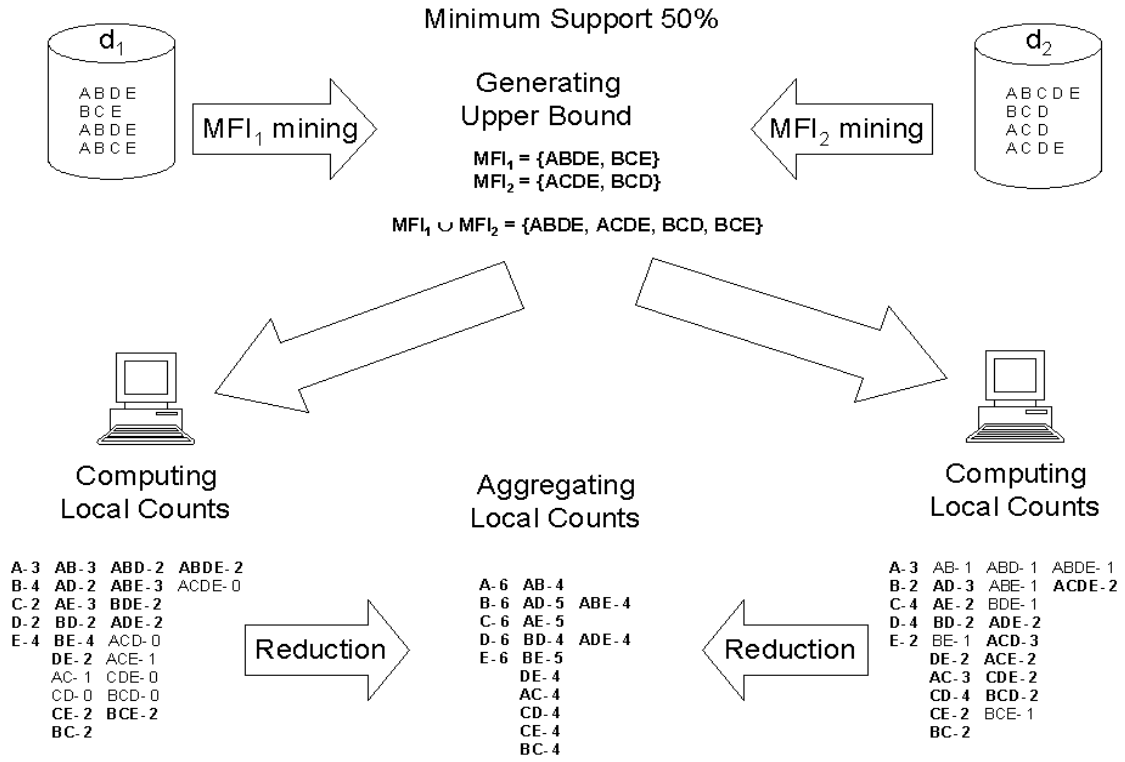 Minimum Support 50%
d1
A B D E
B C E
A B D E
A B C E
MFI1 mining
Generating
Upper Bound
MFI1 = {ABDE, BCE}
MFI2 = {ACDE, BCD}
MFI1 ∪ MFI2 = {ABDE, ACDE, BCD, BCE}
MFI2 mining
d2
A B C D E
B C D
A C D
A C D E
Computing
Local Counts
A-3 AB-3 ABD-2 ABDE-2
B-4 AD-2 ABE-3 ACDE-0
C-2 AE-3 BDE-2
D-2 BD-2 ADE-2
E-4 BE-4 ACD-0
DE-2 ACE-1
AC-1 CDE-0
CD-0 BCD-0
CE-2 BCE-2
BC-2
Reduction
Aggregating
Local Counts
A-6 AB-4
B-6 AD-5 ABE-4
C-6 AE-5
D-6 BD-4 ADE-4
E-6 BE-5
DE-4
AC-4
CD-4
CE-4
BC-4
Reduction
Computing
Local Counts
A-3 AB-1 ABD-1 ABDE-1
B-2 AD-3 ABE-1 ACDE-2
C-4 AE-2 BDE-1
D-4 BD-2 ADE-2
E-2 BE-1 ACD-3
DE-2 ACE-2
AC-3 CDE-2
CD-4 BCD-2
CE-2 BCE-1
BC-2